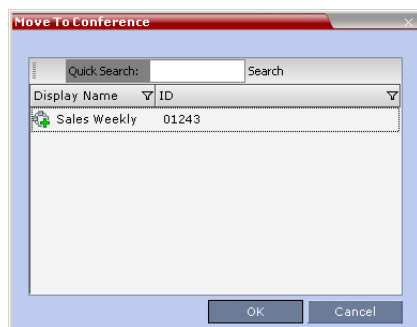 Move To Conference
Quick Search: Search
Display Name ID
Sales Weekly 01243
OK Cancel